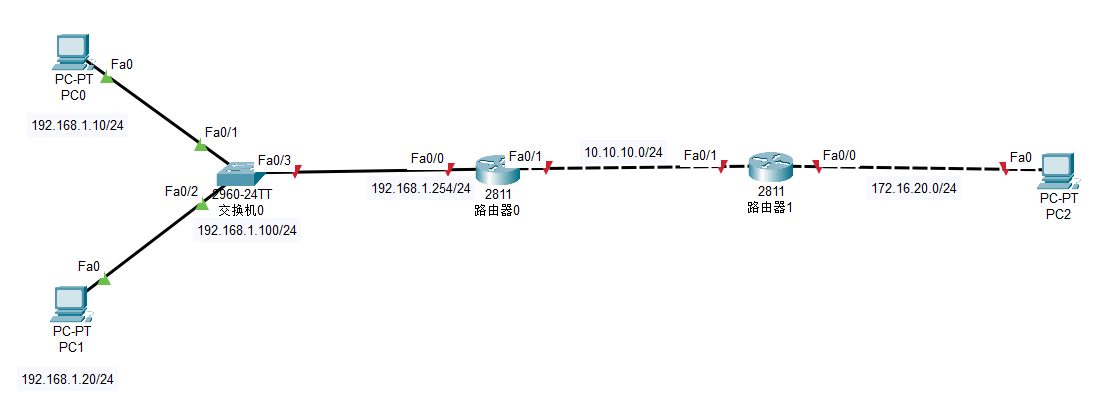 Fa0
PC-PT
PC0
192.168.1.10/24
Fa0/1
Fa0/3
Fa0/2
2960-24TT
交换机0
192.168.1.100/24
Fa0
PC-PT
PC1
192.168.1.20/24
Fa0/0
192.168.1.254/24
Fa0/1
2811
路由器0
10.10.10.0/24
Fa0/1
Fa0/0
2811
路由器1
172.16.20.0/24
Fa0
PC-PT
PC2